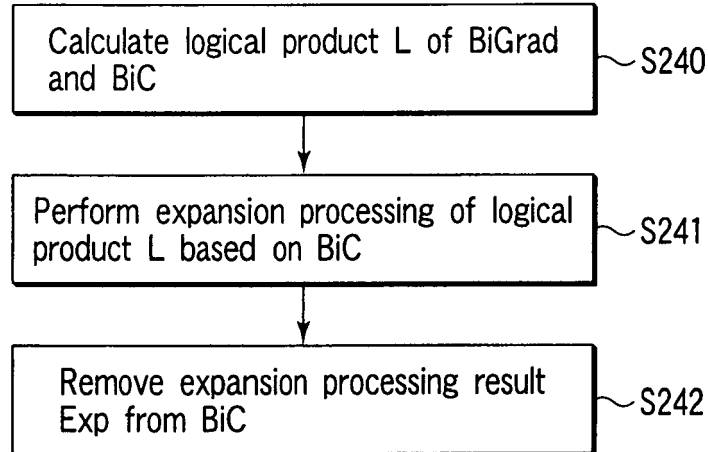 Calculate logical product L of BiGrad
and BiC
S240
Perform expansion processing of logical
product L based on BiC
S241
Remove expansion processing result
Exp from BiC
S242